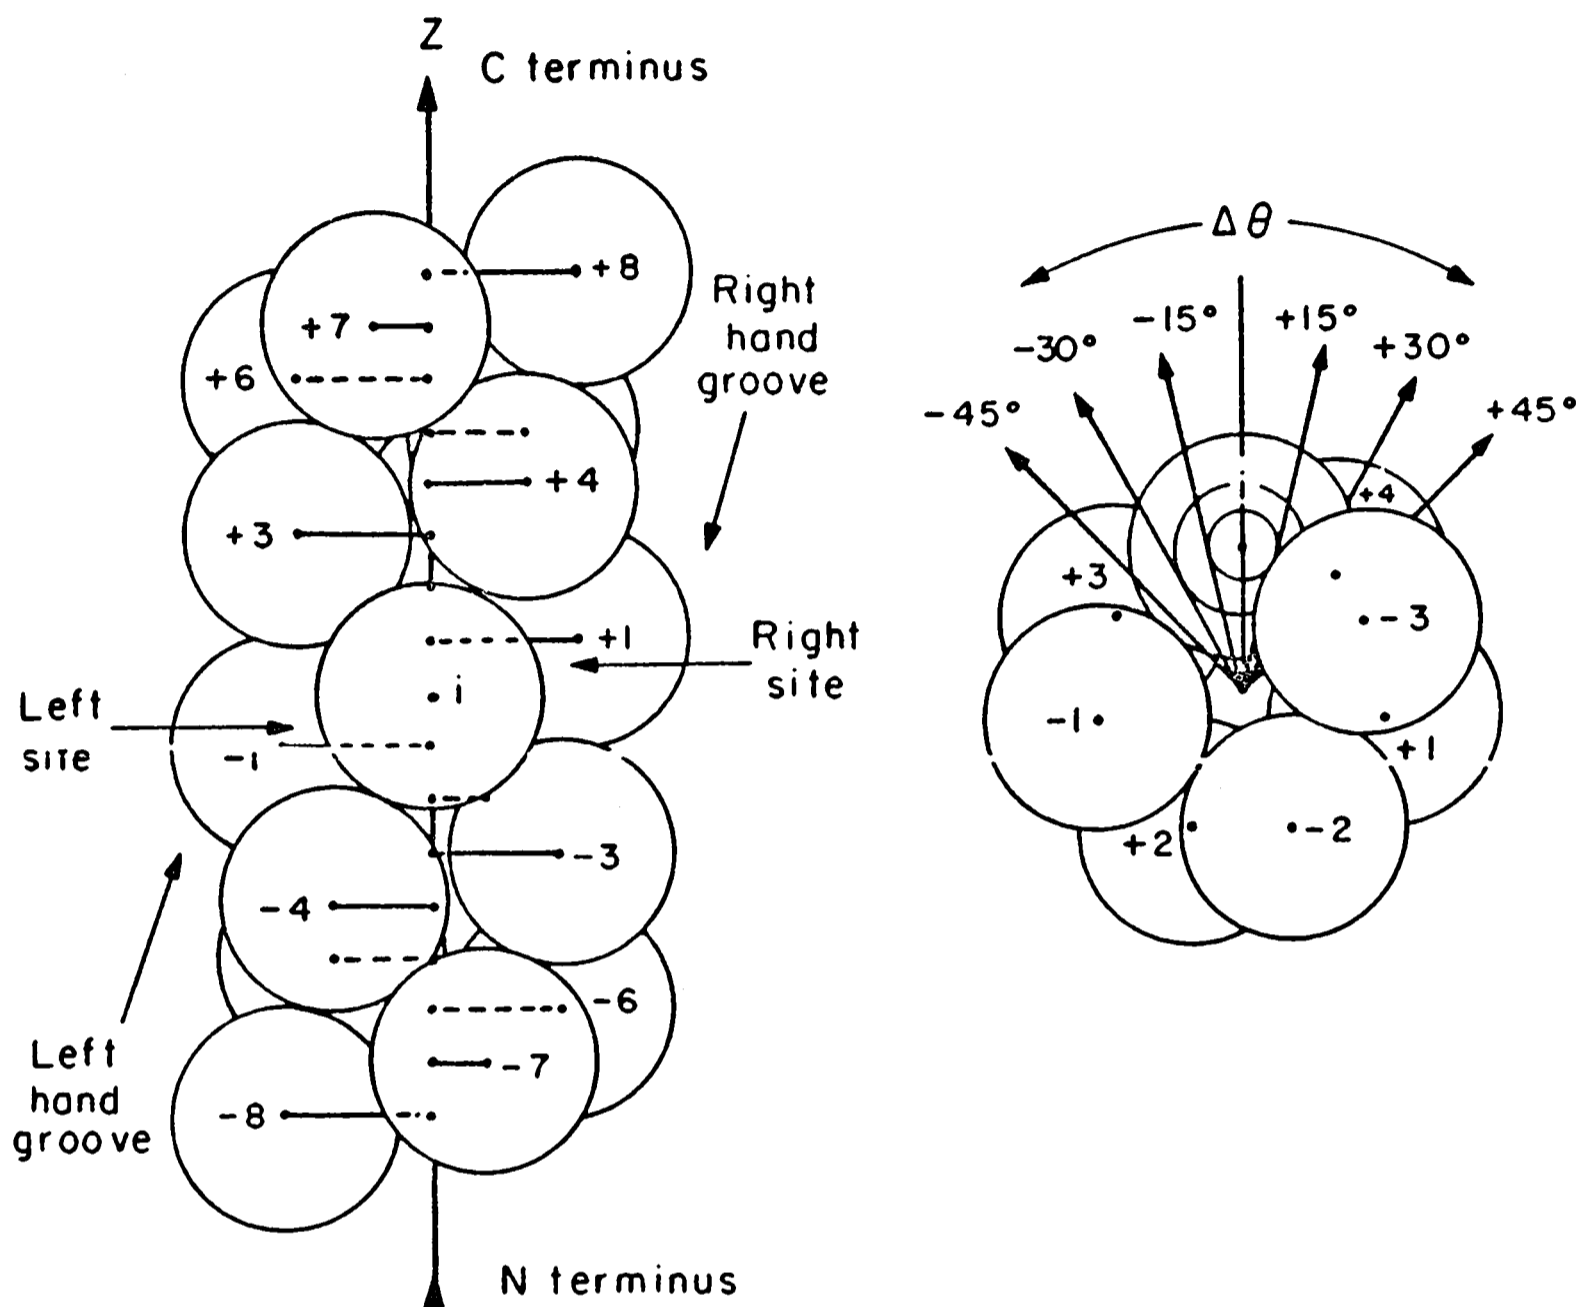 Z
C terminus
+8
+7
+6
Right
hand
groove
+4
+3
+1
Right
site
i
Left
site
-1
-3
-4
-6
-7
Left
hand
groove
-8
N terminus
Δθ
-15°
+15°
-30°
+30°
-45°
+45°
i
+4
+3
-3
-1
+1
+2
-2